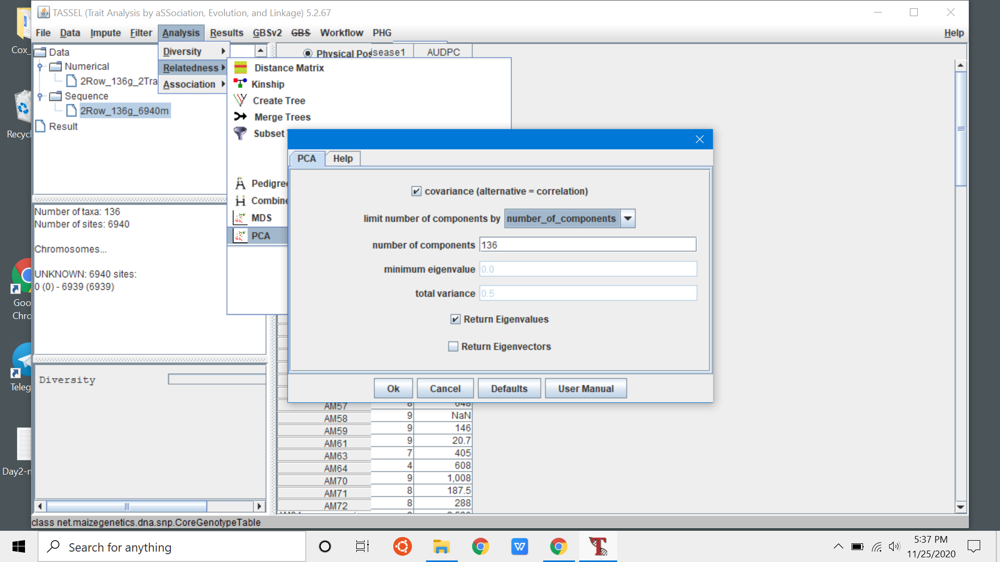 TASSEL (Trait Analysis by aSSociation, Evolution, and Linkage) 5.2.67
File Data Impute Filter Analysis Results GBSv2 GBS Workflow PHG Help
Cox_
Data
Numerical
2Row_136g_2Tra
Sequence
2Row_136g_6940m
Result
Diversity
Relatedness
Association
Physical Pos
isease1 AUDPC
Distance Matrix
Kinship
Create Tree
Merge Trees
Subset
Pedigree
Combine
MDS
PCA
Recycl
Goo
Chro
Teleg
Day2-n
Number of taxa: 136
Number of sites: 6940
Chromosomes...
UNKNOWN: 6940 sites:
0 (0) - 6939 (6939)
Diversity
PCA Help
covariance (alternative = correlation)
limit number of components by number_of_components
number of components 136
minimum eigenvalue 0.0
total variance 0.5
Return Eigenvalues
Return Eigenvectors
Ok Cancel Defaults User Manual
AM57 8 648
AM58 9 NaN
AM59 9 146
AM61 9 20.7
AM63 7 405
AM64 4 608
AM70 9 1,008
AM71 8 187.5
AM72 8 288
class net.maizegenetics.dna.snp.CoreGenotypeTable
Search for anything
5:37 PM
11/25/2020